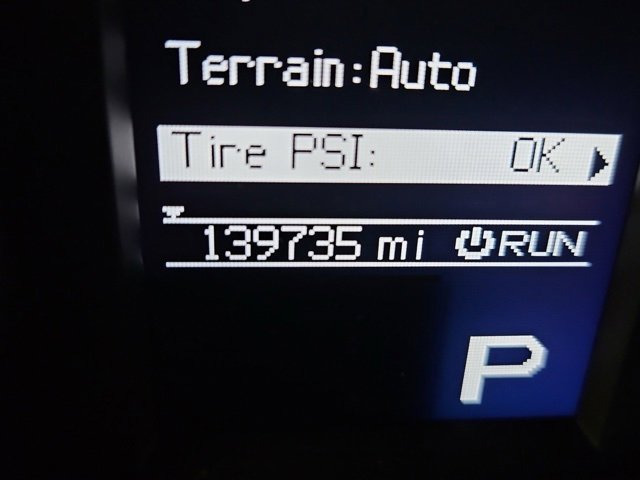 Terrain:Auto
Tire PSI: OK
139735 mi RUN
P